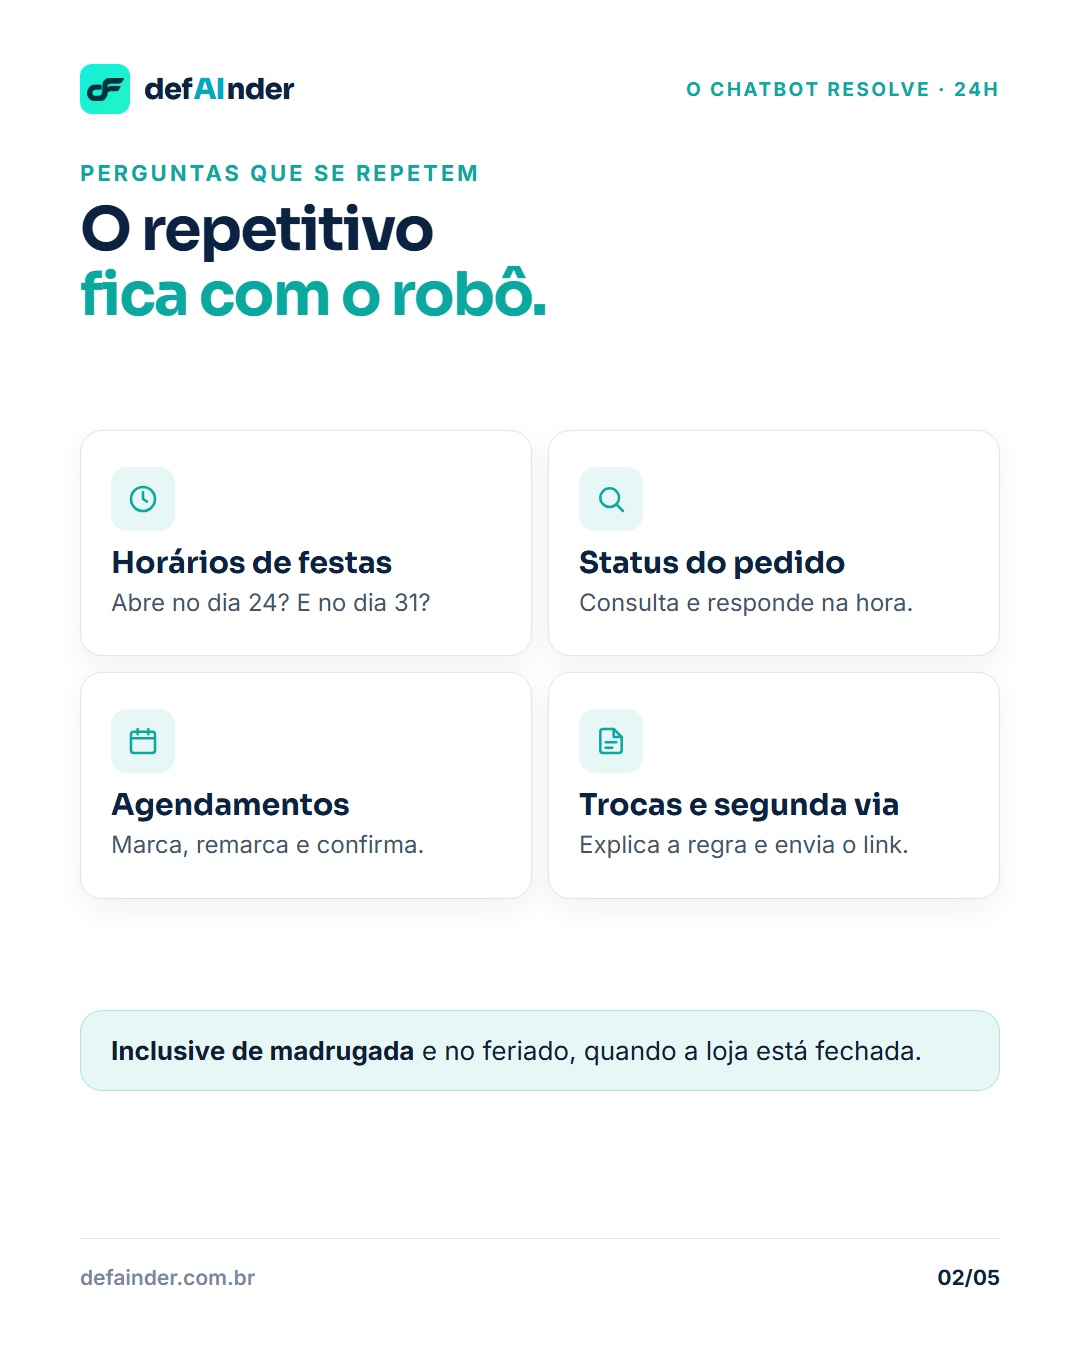 defAInder
O CHATBOT RESOLVE · 24H
PERGUNTAS QUE SE REPETEM
O repetitivo
fica com o robô.
Horários de festas
Abre no dia 24? E no dia 31?
Status do pedido
Consulta e responde na hora.
Agendamentos
Marca, remarca e confirma.
Trocas e segunda via
Explica a regra e envia o link.
Inclusive de madrugada e no feriado, quando a loja está fechada.
defainder.com.br
02/05